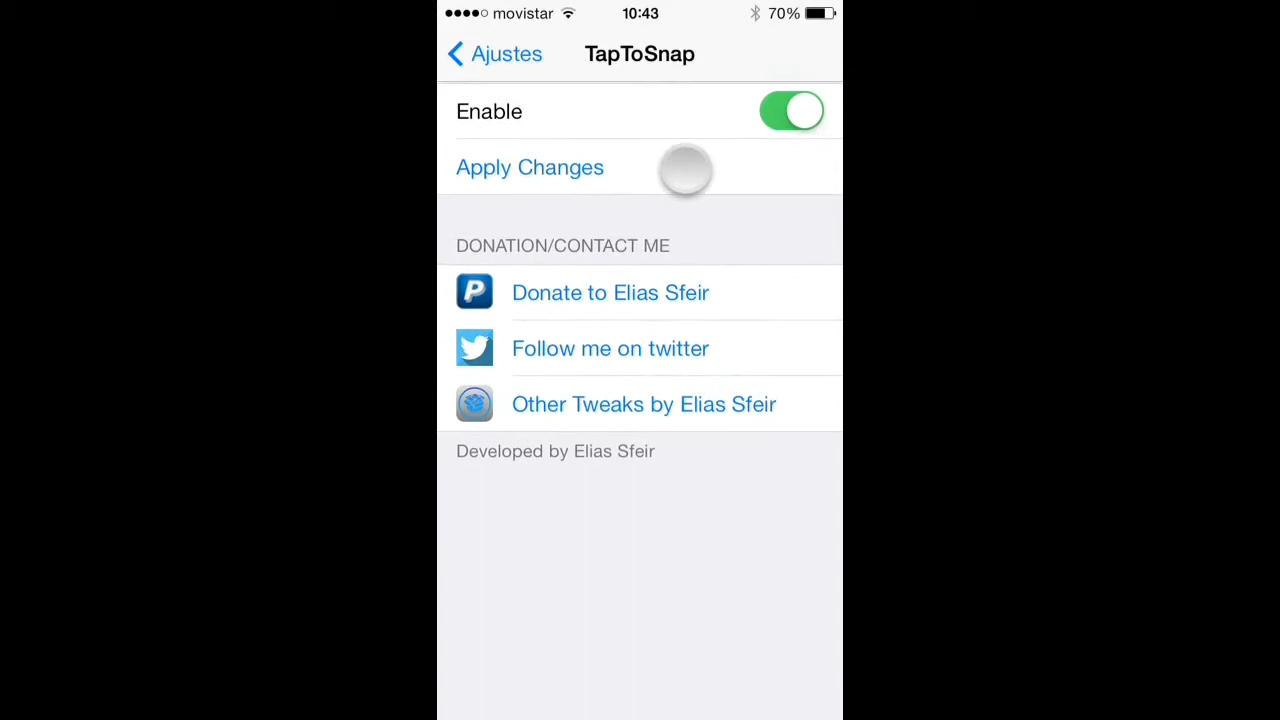 movistar 10:43 70%
Ajustes TapToSnap
Enable
Apply Changes
DONATION/CONTACT ME
Donate to Elias Sfeir
Follow me on twitter
Other Tweaks by Elias Sfeir
Developed by Elias Sfeir